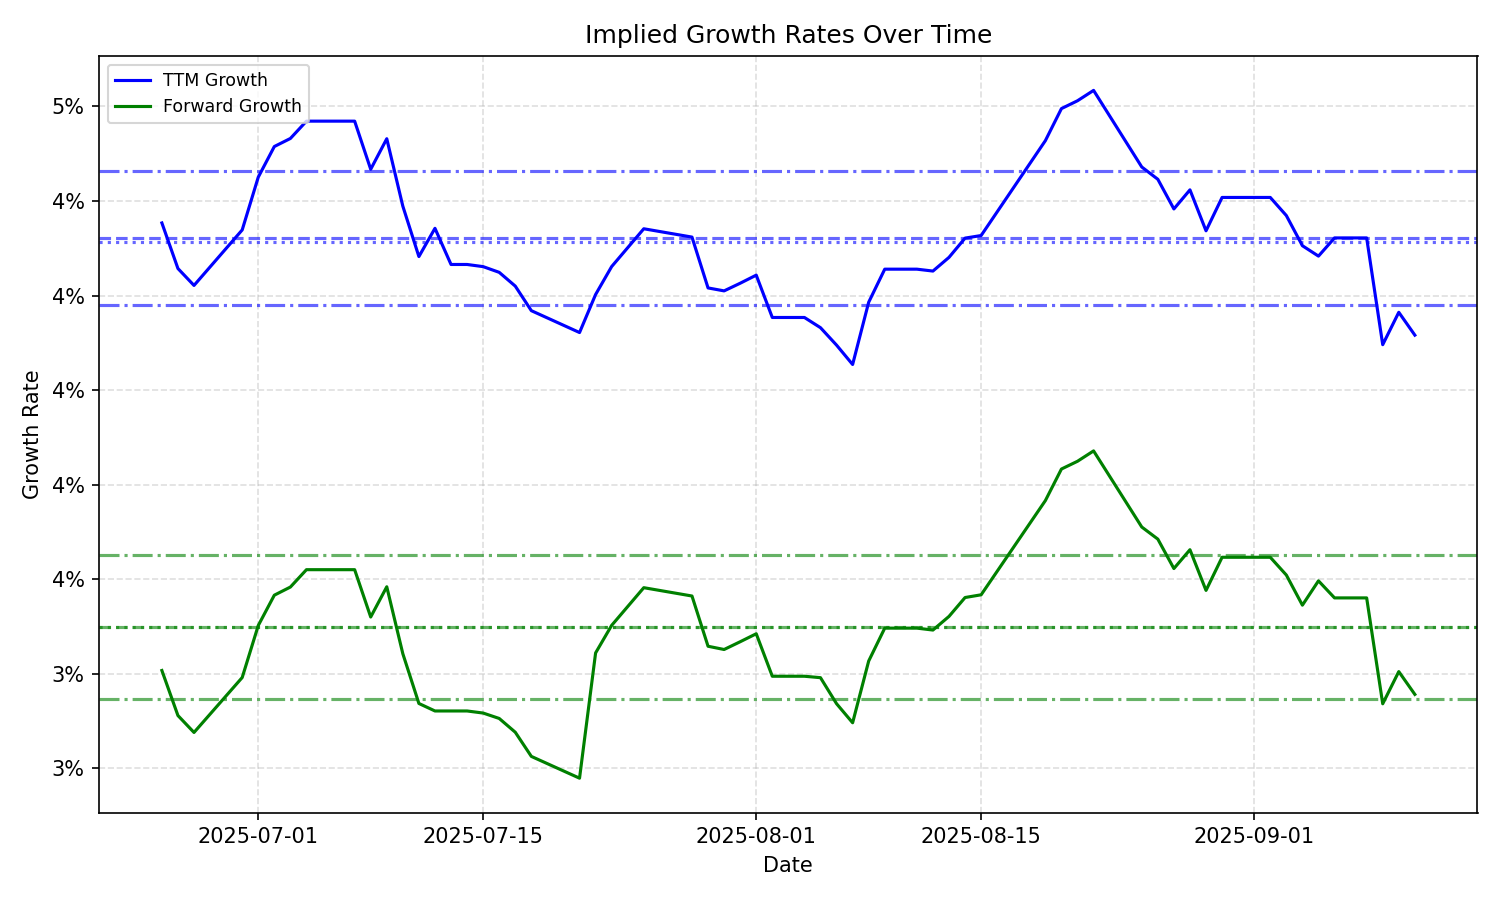 Implied Growth Rates Over Time
TTM Growth
Forward Growth
Growth Rate
5%
4%
4%
4%
4%
4%
3%
3%
2025-07-01
2025-07-15
2025-08-01
2025-08-15
2025-09-01
Date